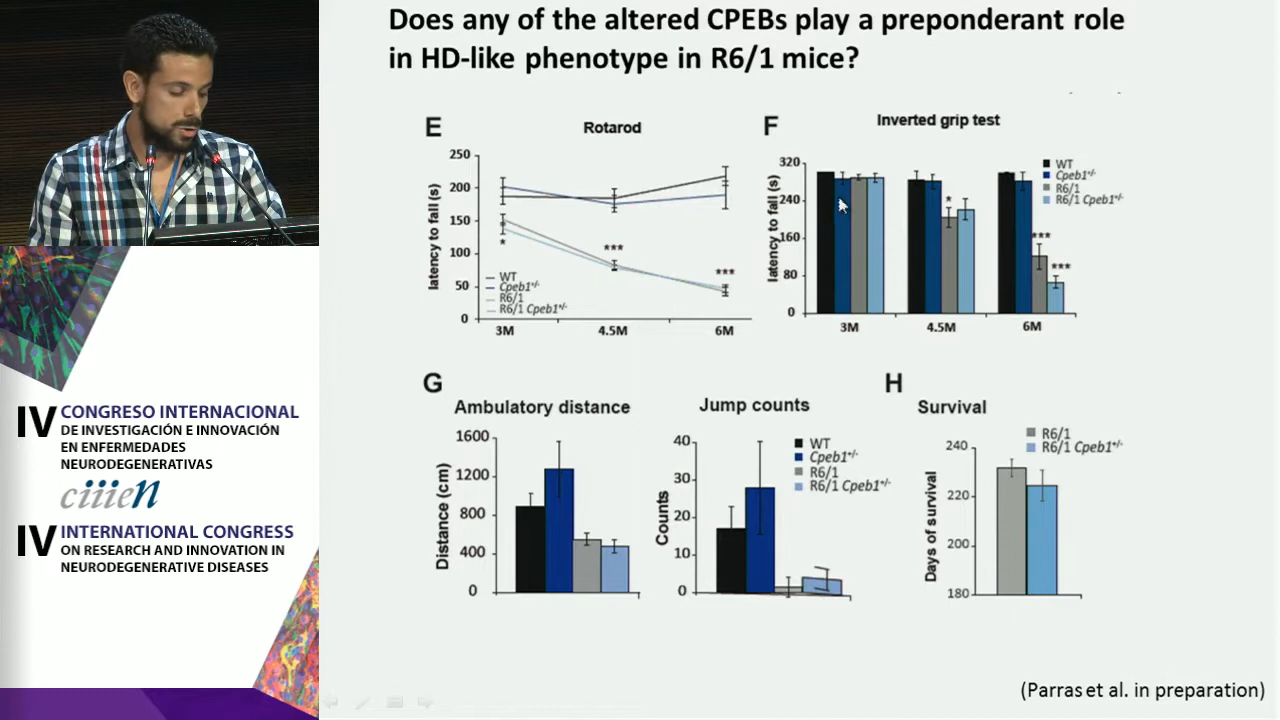 Does any of the altered CPEBs play a preponderant role
in HD-like phenotype in R6/1 mice?
E
Rotarod
latency to fall (s)
250
200
150
100
50
0
*
*
***
***
WT
Cpeb1+/-
R6/1
R6/1 Cpeb1+/-
3M
4.5M
6M
F
Inverted grip test
latency to fall (s)
320
240
160
80
0
*
***
***
WT
Cpeb1+/-
R6/1
R6/1 Cpeb1+/-
3M
4.5M
6M
G
Ambulatory distance
Distance (cm)
1600
1200
800
400
0
Jump counts
Counts
40
30
20
10
0
WT
Cpeb1+/-
R6/1
R6/1 Cpeb1+/-
H
Survival
Days of survival
240
220
200
180
R6/1
R6/1 Cpeb1+/-
(Parras et al. in preparation)
IV CONGRESO INTERNACIONAL
DE INVESTIGACIÓN E INNOVACIÓN
EN ENFERMEDADES
NEURODEGENERATIVAS
ciiien
IV INTERNATIONAL CONGRESS
ON RESEARCH AND INNOVATION IN
NEURODEGENERATIVE DISEASES